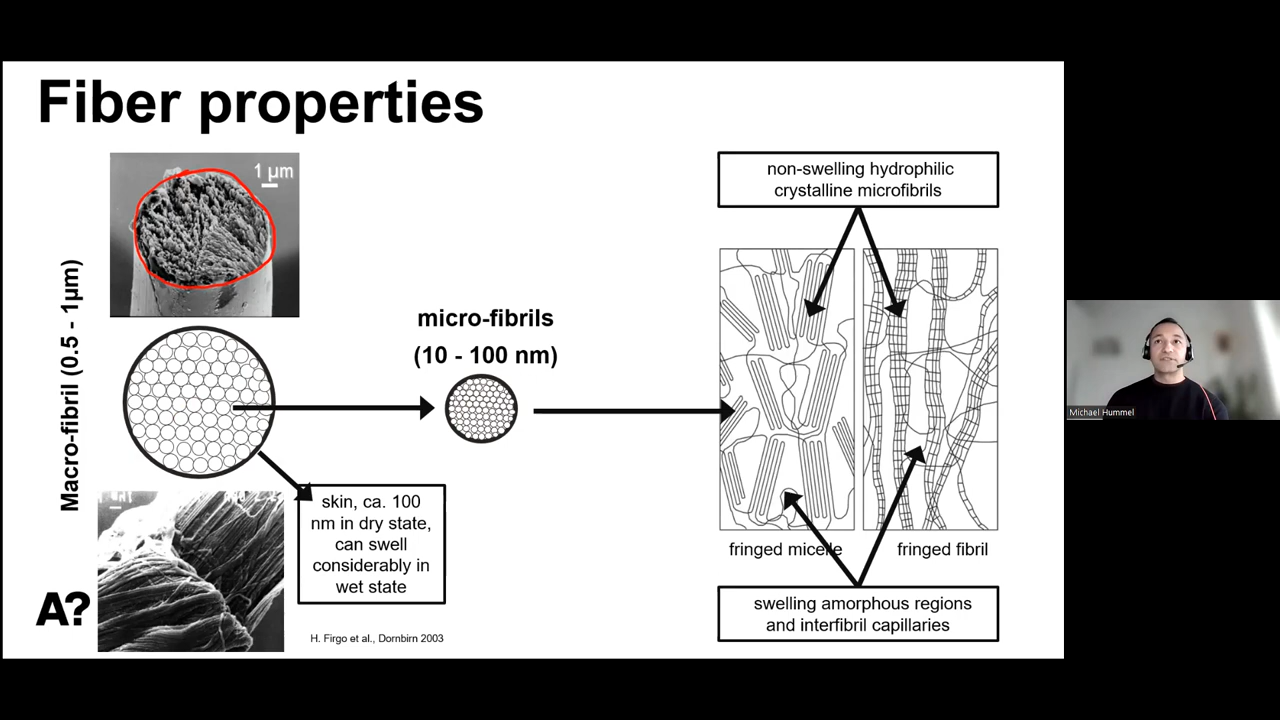 Fiber properties
1 µm
Macro-fibril (0.5 - 1µm)
micro-fibrils
(10 - 100 nm)
skin, ca. 100
nm in dry state,
can swell
considerably in
wet state
H. Firgo et al., Dornbirn 2003
A?
non-swelling hydrophilic
crystalline microfibrils
fringed micelle
fringed fibril
swelling amorphous regions
and interfibril capillaries
Michael Hummel